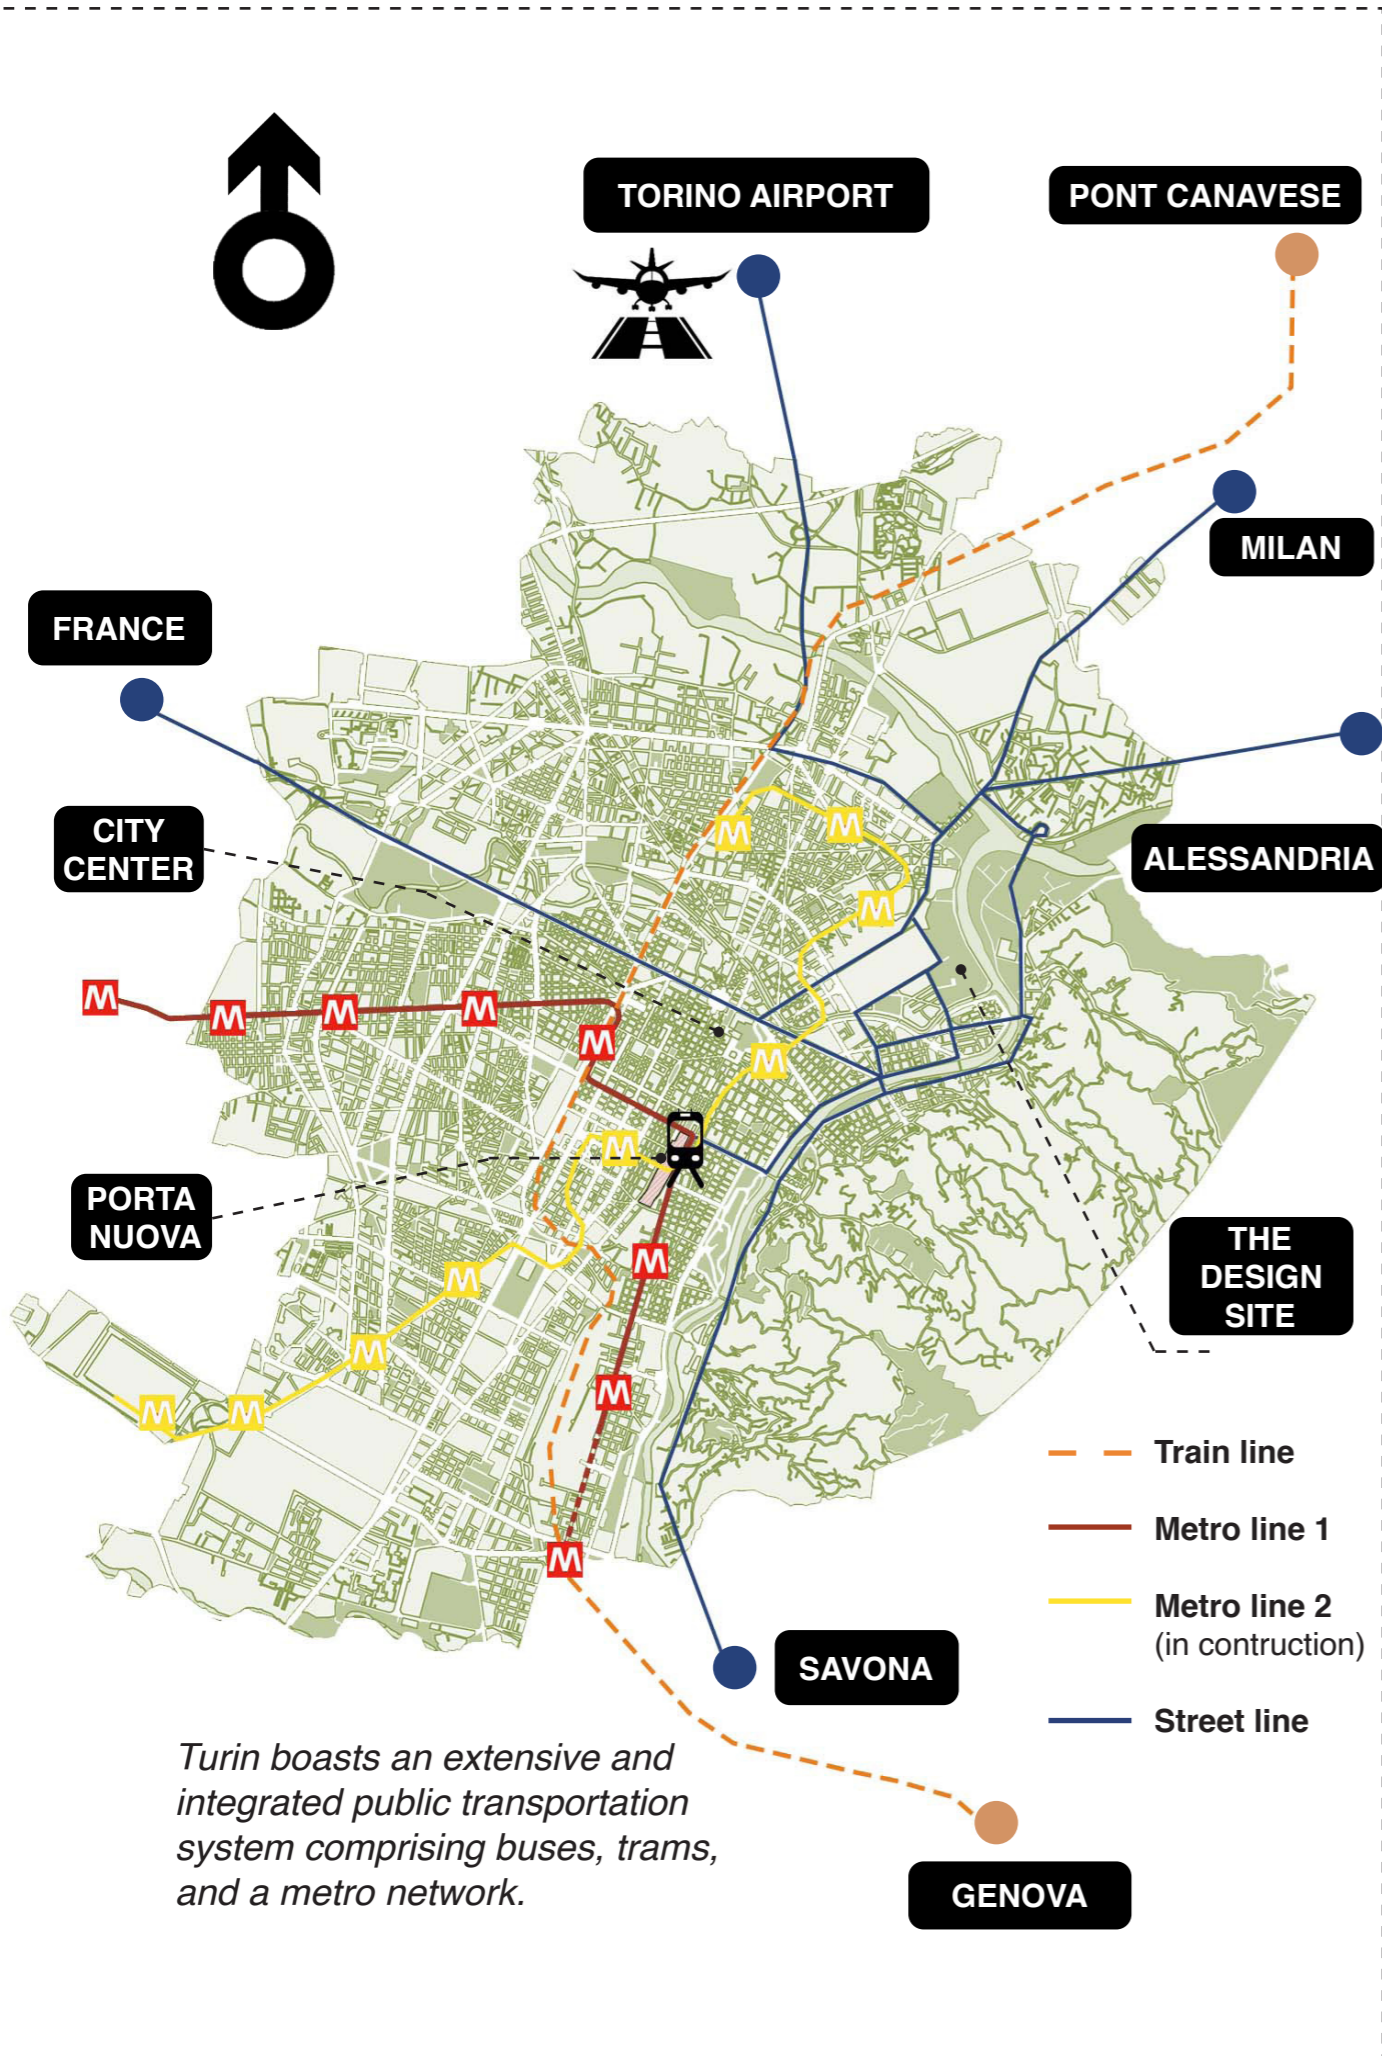 TORINO AIRPORT
PONT CANAVESE
MILAN
FRANCE
CITY
CENTER
ALESSANDRIA
M
M
M
M
M
M
M
M
M
M
PORTA
NUOVA
M
THE
DESIGN
SITE
M
M
M
M
M
M
M
Train line
Metro line 1
Metro line 2
(in contruction)
Street line
SAVONA
Turin boasts an extensive and
integrated public transportation
system comprising buses, trams,
and a metro network.
GENOVA